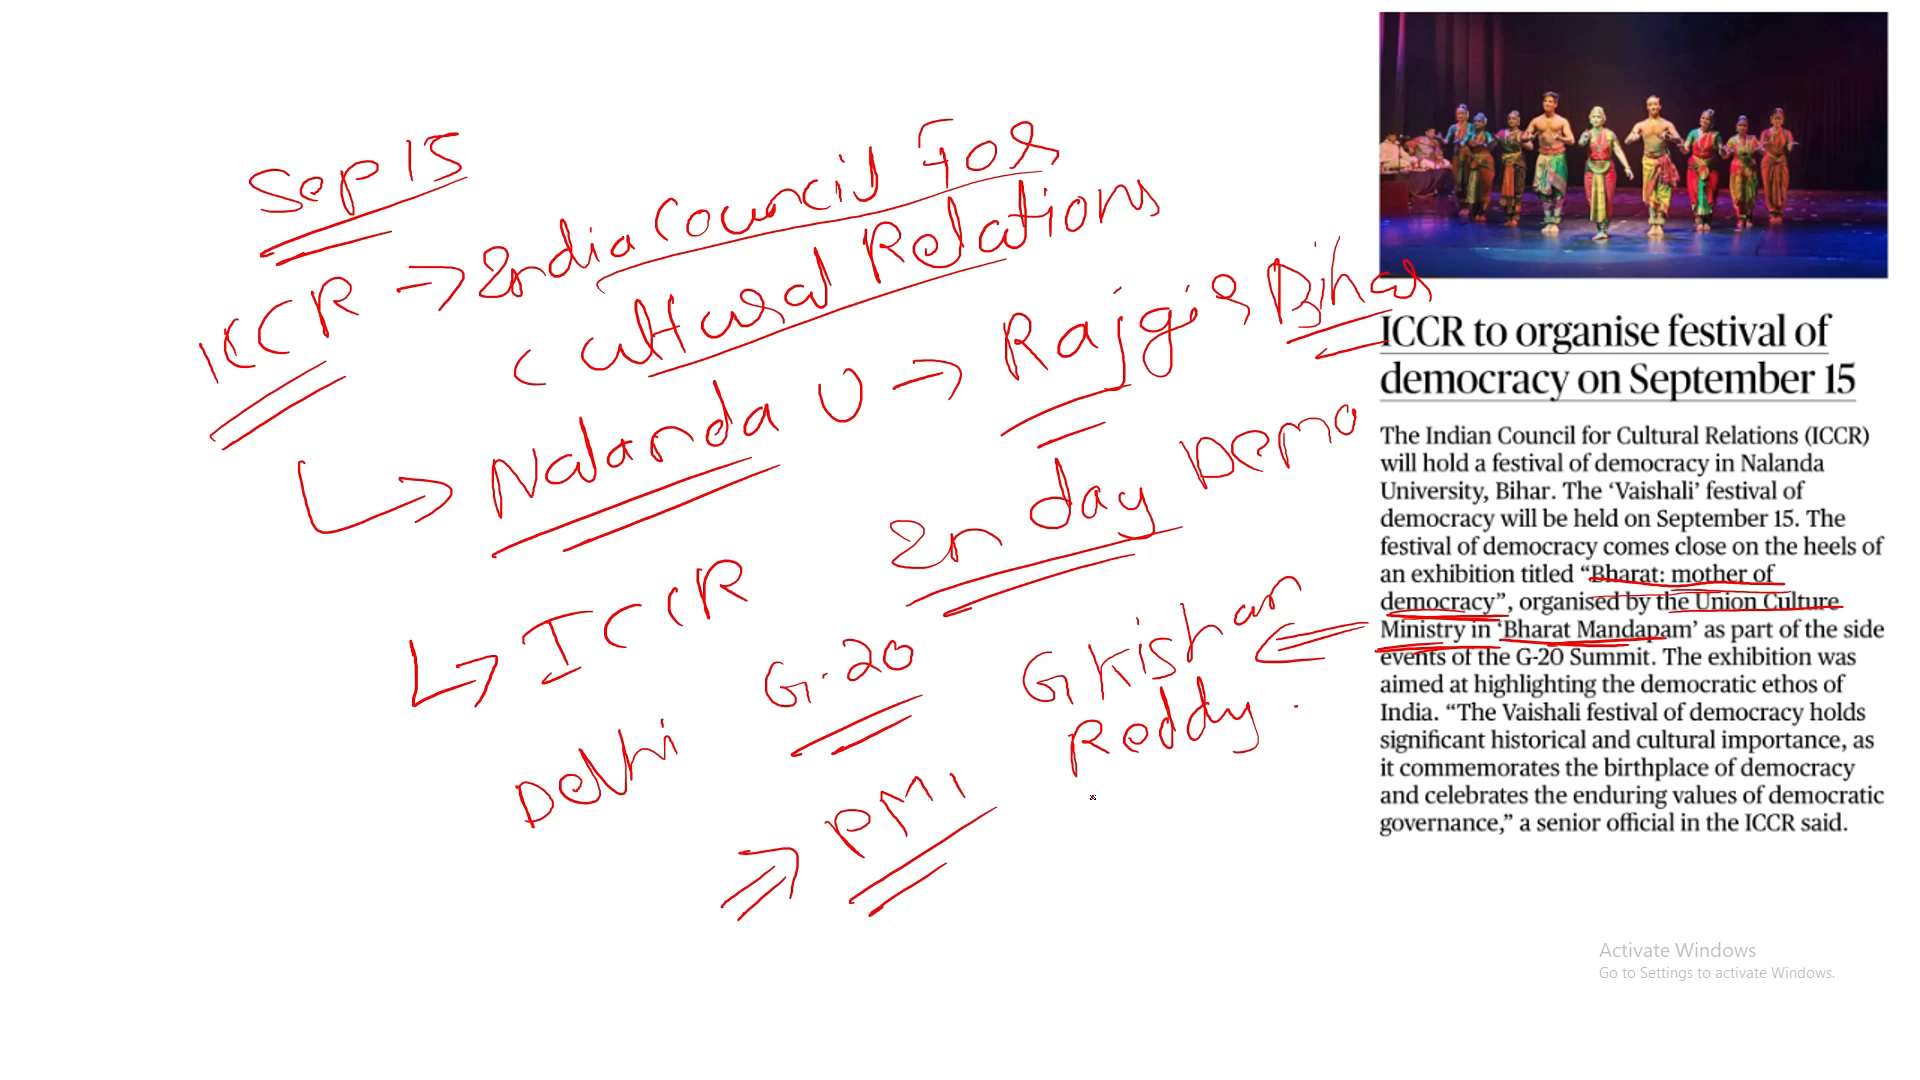 Sep 15
ICCR → India Council For
Cultural Relations
Nalanda U → Rajgir Bihar
In day Demo
ICCR
G-20
G Kishan
Reddy.
Delhi
PM,
ICCR to organise festival of
democracy on September 15
The Indian Council for Cultural Relations (ICCR)
will hold a festival of democracy in Nalanda
University, Bihar. The ‘Vaishali’ festival of
democracy will be held on September 15. The
festival of democracy comes close on the heels of
an exhibition titled “Bharat: mother of
democracy”, organised by the Union Culture
Ministry in ‘Bharat Mandapam’ as part of the side
events of the G-20 Summit. The exhibition was
aimed at highlighting the democratic ethos of
India. “The Vaishali festival of democracy holds
significant historical and cultural importance, as
it commemorates the birthplace of democracy
and celebrates the enduring values of democratic
governance,” a senior official in the ICCR said.
Activate Windows
Go to Settings to activate Windows.